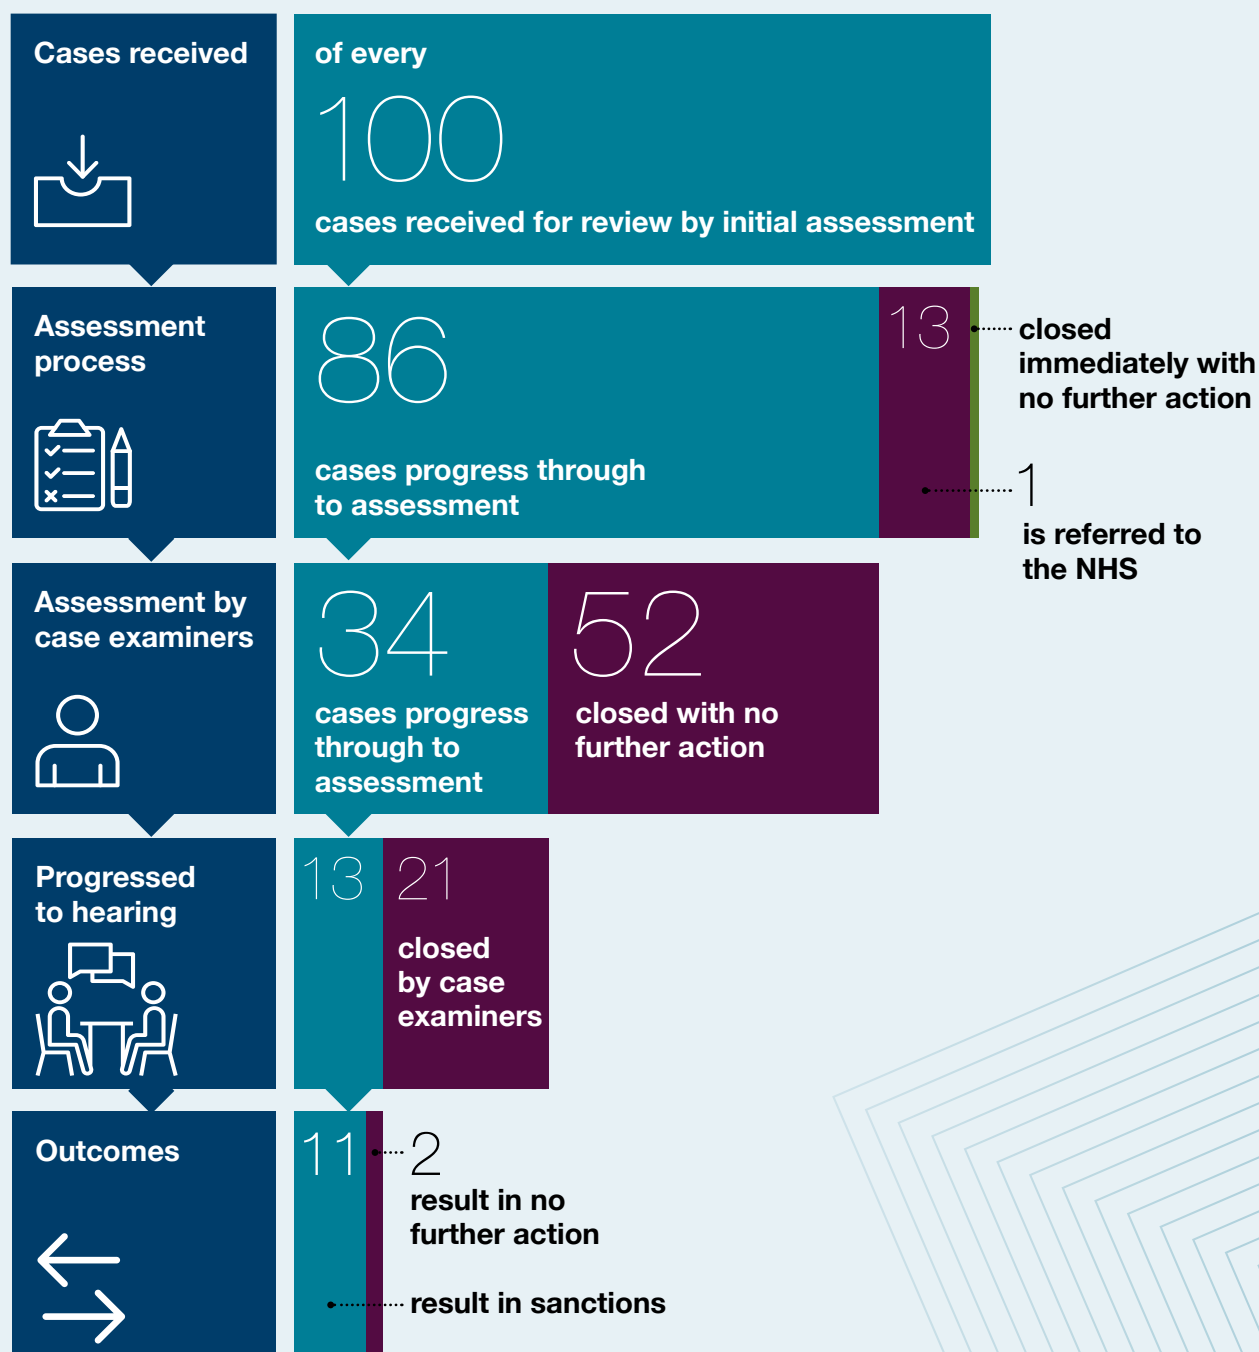 Cases received
of every
100
cases received for review by initial assessment
Assessment
process
86
cases progress through
to assessment
13
closed
immediately with
no further action
1
is referred to
the NHS
Assessment by
case examiners
34
cases progress
through to
assessment
52
closed with no
further action
Progressed
to hearing
13
21
closed
by case
examiners
Outcomes
11
2
result in no
further action
result in sanctions